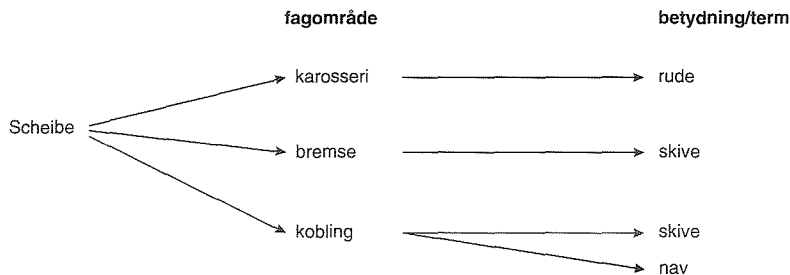 fagområde betydning/term
karosseri rude
Scheibe
bremse skive
kobling skive
nav